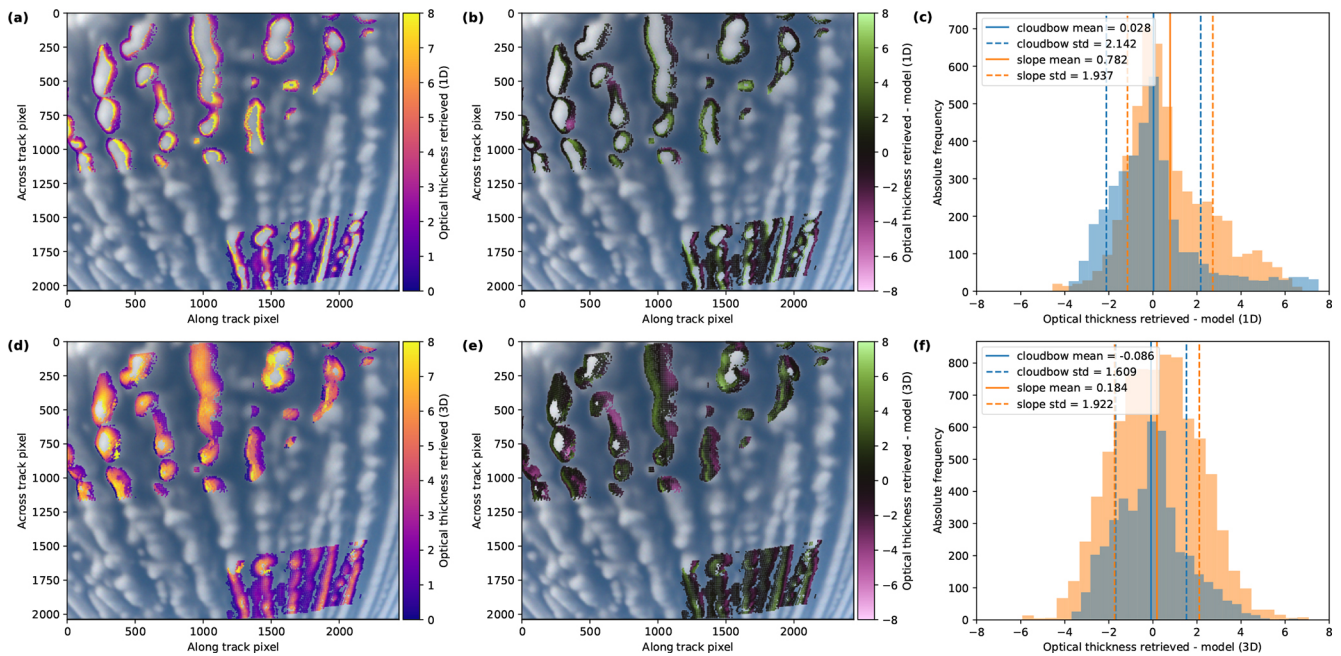 (a)
0
250
500
750
1000
1250
1500
1750
2000
Across track pixel
0 500 1000 1500 2000
Along track pixel
8
7
6
5
4
3
2
1
0
Optical thickness retrieved (1D)
(b)
0
250
500
750
1000
1250
1500
1750
2000
Across track pixel
0 500 1000 1500 2000
Along track pixel
8
6
4
2
0
−2
−4
−6
−8
Optical thickness retrieved - model (1D)
(c)
cloudbow mean = 0.028
cloudbow std = 2.142
slope mean = 0.782
slope std = 1.937
700
600
500
400
300
200
100
0
Absolute frequency
−8 −6 −4 −2 0 2 4 6 8
Optical thickness retrieved - model (1D)
(d)
0
250
500
750
1000
1250
1500
1750
2000
Across track pixel
0 500 1000 1500 2000
Along track pixel
8
7
6
5
4
3
2
1
0
Optical thickness retrieved (3D)
(e)
0
250
500
750
1000
1250
1500
1750
2000
Across track pixel
0 500 1000 1500 2000
Along track pixel
8
6
4
2
0
−2
−4
−6
−8
Optical thickness retrieved - model (3D)
(f)
cloudbow mean = -0.086
cloudbow std = 1.609
slope mean = 0.184
slope std = 1.922
800
700
600
500
400
300
200
100
0
Absolute frequency
−8 −6 −4 −2 0 2 4 6 8
Optical thickness retrieved - model (3D)